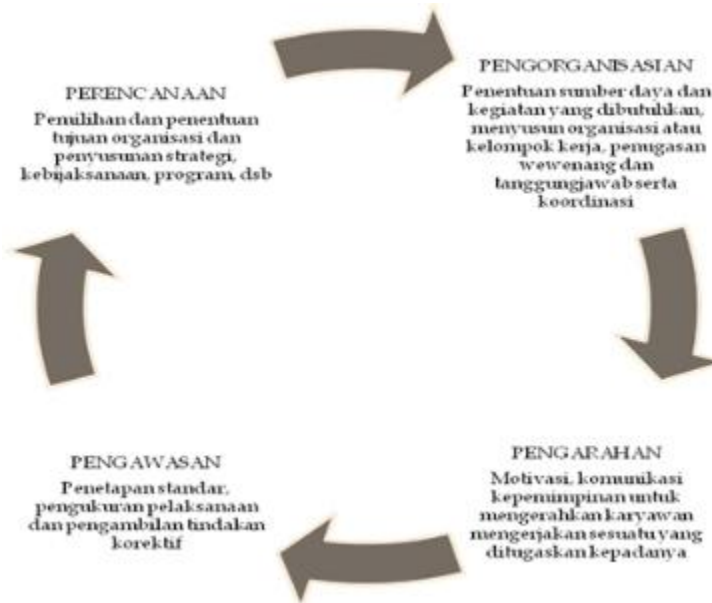 PERENCANAAN
Pemilihan dan penentuan
tujuan organisasi dan
penyusunan strategi,
kebijaksanaan, program, dsb
PENGORGANISASIAN
Penentuan sumber daya dan
kegiatan yang dibutuhkan,
menyusun organisasi atau
kelompok kerja, penugasan
wewenang dan
tanggungjawab serta
koordinasi
PENGARAHAN
Motivasi, komunikasi
kepemimpinan untuk
mengerahkan karyawan
mengerjakan sesuatu yang
ditugaskan kepadanya
PENGAWASAN
Penetapan standar,
pengukuran pelaksanaan
dan pengambilan tindakan
korektif